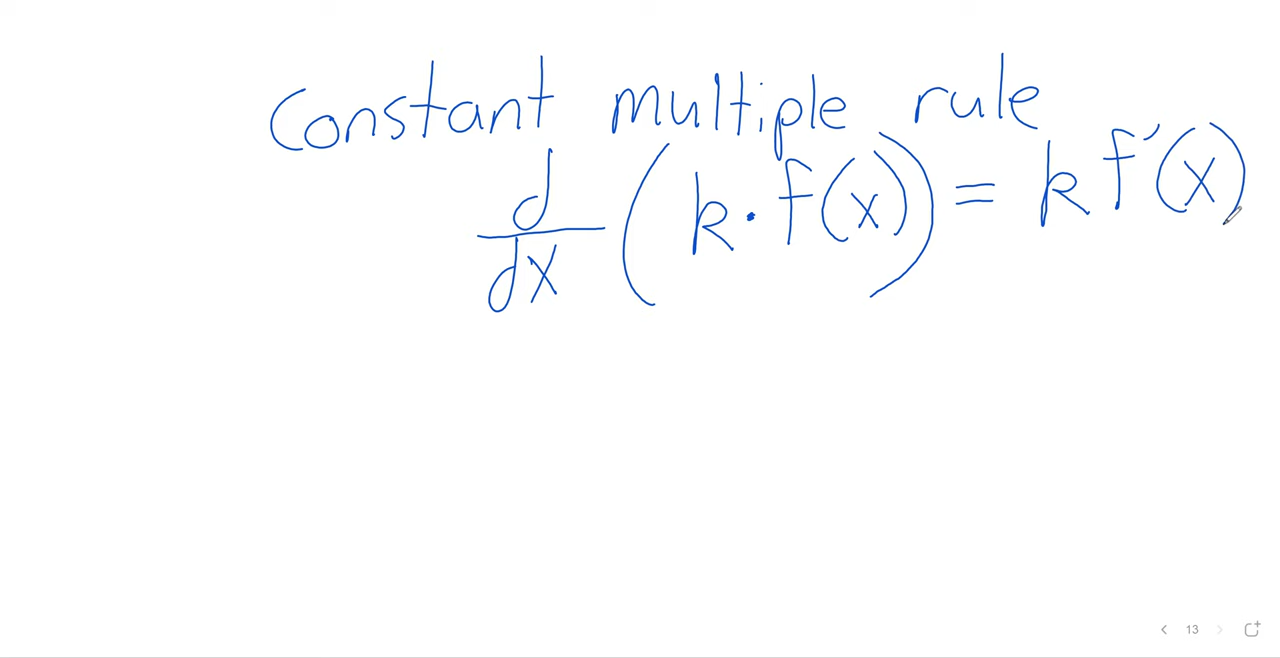 Constant multiple rule
d/dx (k · f(x)) = k f'(x)
13